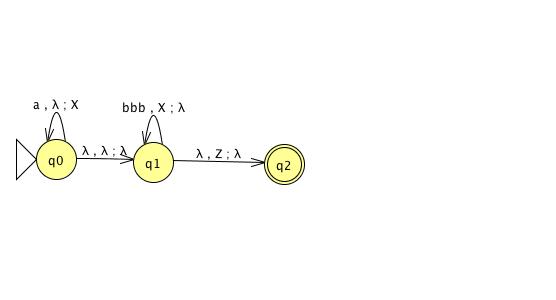 a , λ ; X
bbb , X ; λ
λ , λ ; λ
λ , Z ; λ
q0
q1
q2